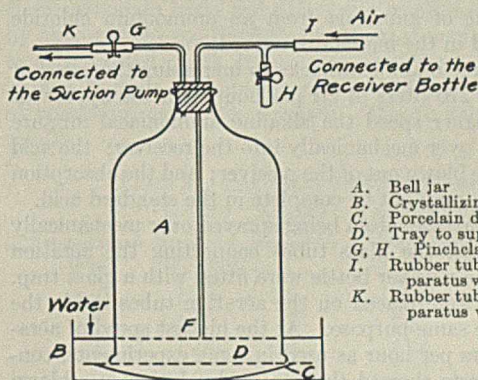 K G I Air
Connected to
the Suction Pump
Connected to the
Receiver Bottle
H
A
A. Bell jar
B. Crystallizin
C. Porcelain d
D. Tray to sup
G, H. Pinchcla
I. Rubber tub
paratus w
K. Rubber tub
paratus w
Water
F
B D
C